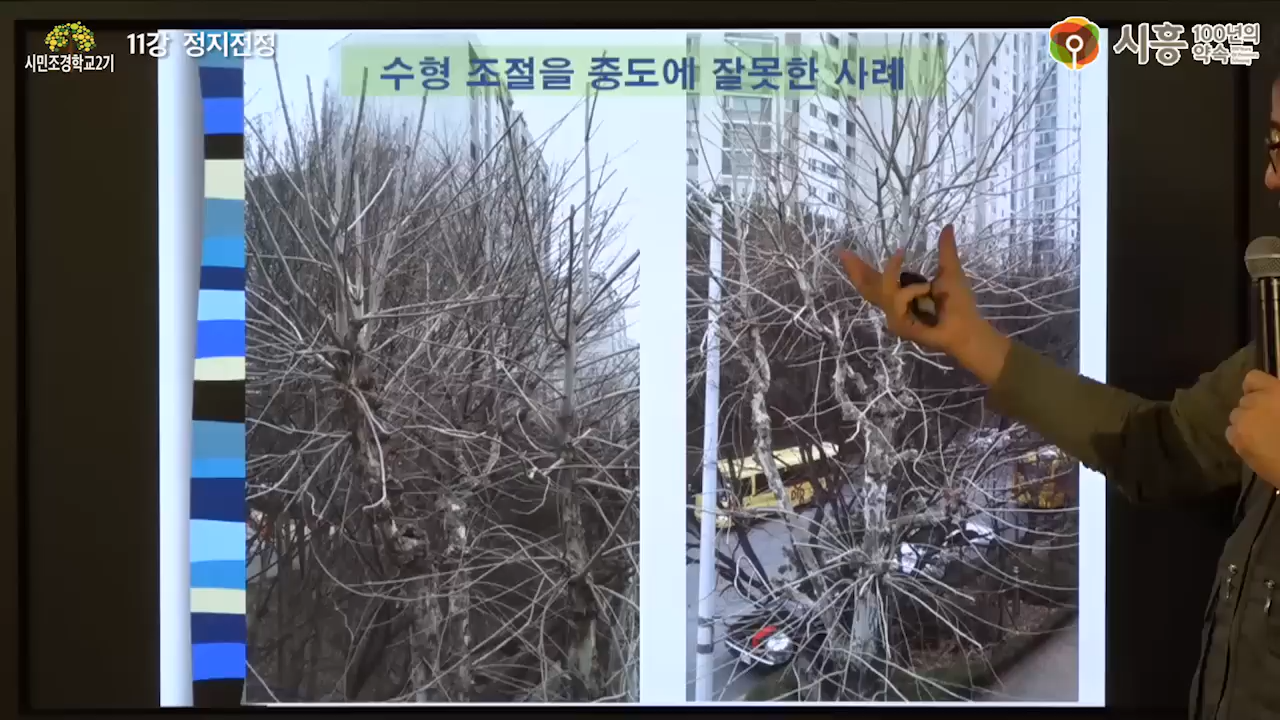 시민조경학교2기
11강 정지전정
수형 조절을 중도에 잘못한 사례
시흥 100년의
약속